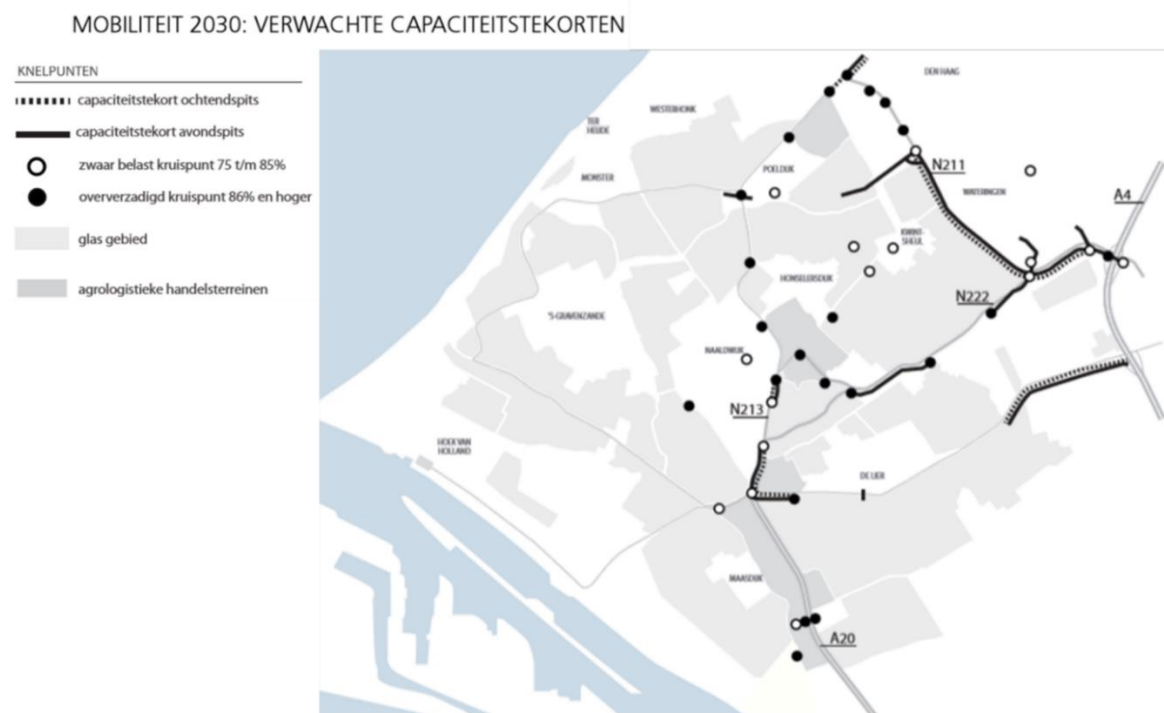 MOBILITEIT 2030: VERWACHTE CAPACITEITSTEKORTEN
KNELPUNTEN
capaciteitstekort ochtendspits
capaciteitstekort avondspits
zwaar belast kruispunt 75 t/m 85%
oververzadigd kruispunt 86% en hoger
glas gebied
agrologistieke handelsterreinen
DEN HAAG
WESTERHONK
TER
HEIJDE
MONSTER
POELDIJK
N211
WATERINGEN
A4
KWINT-
SHEUL
HONSELERSDIJK
N222
'S-GRAVENZANDE
NAALDWIJK
N213
HOEK VAN
HOLLAND
DE LIER
MAASDIJK
A20